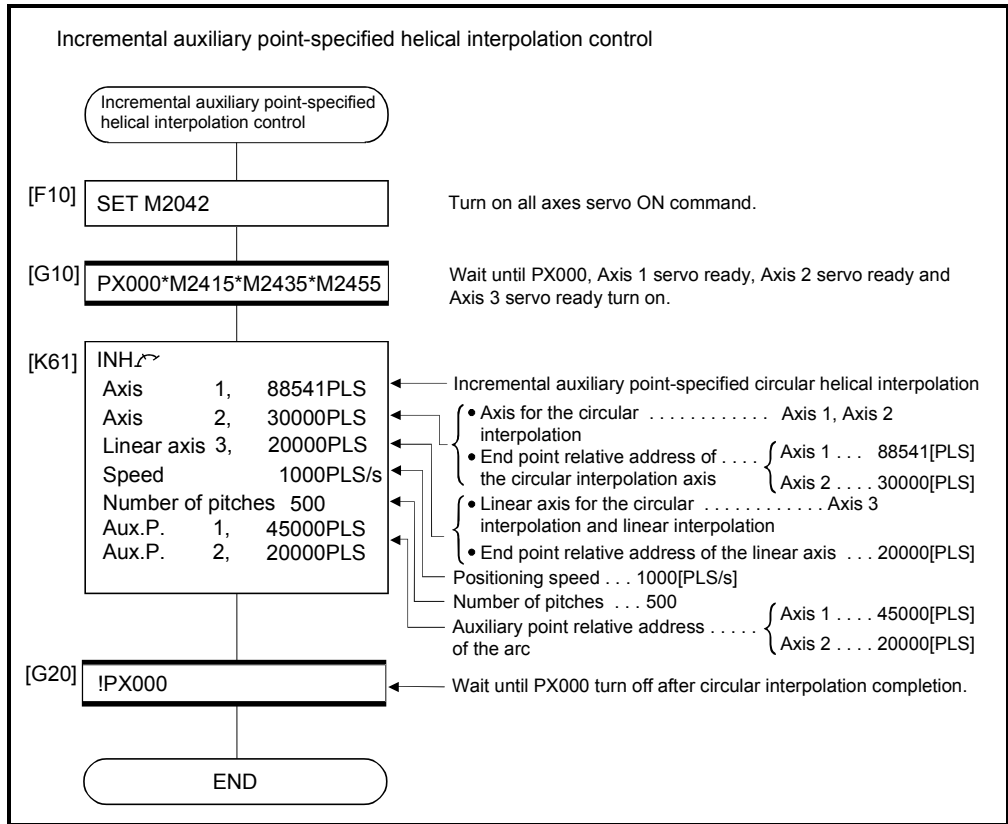 Incremental auxiliary point-specified helical interpolation control
Incremental auxiliary point-specified
helical interpolation control
[F10]
SET M2042
Turn on all axes servo ON command.
[G10]
PX000*M2415*M2435*M2455
Wait until PX000, Axis 1 servo ready, Axis 2 servo ready and
Axis 3 servo ready turn on.
[K61]
INH
Axis 1, 88541PLS
Axis 2, 30000PLS
Linear axis 3, 20000PLS
Speed 1000PLS/s
Number of pitches 500
Aux.P. 1, 45000PLS
Aux.P. 2, 20000PLS
Incremental auxiliary point-specified circular helical interpolation
• Axis for the circular . . . . . . . . . . . . Axis 1, Axis 2
interpolation
• End point relative address of . . . . Axis 1 . . . 88541[PLS]
the circular interpolation axis Axis 2 . . . . 30000[PLS]
• Linear axis for the circular . . . . . . . . . . . . Axis 3
interpolation and linear interpolation
• End point relative address of the linear axis . . . 20000[PLS]
Positioning speed . . . 1000[PLS/s]
Number of pitches . . . 500
Auxiliary point relative address . . . . . Axis 1 . . . . 45000[PLS]
of the arc Axis 2 . . . . 20000[PLS]
[G20]
!PX000
Wait until PX000 turn off after circular interpolation completion.
END